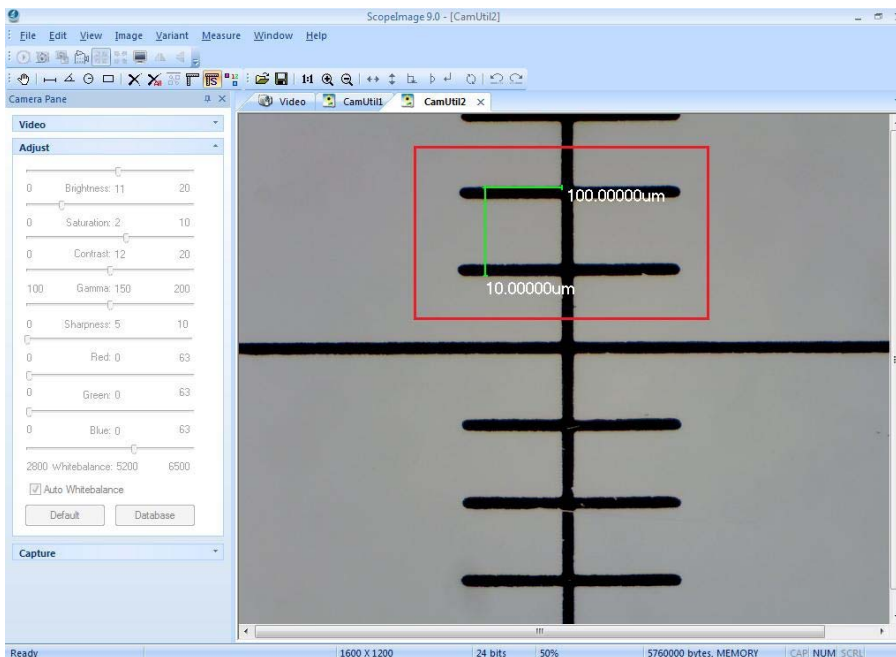 ScopeImage 9.0 - [CamUtil2]
File Edit View Image Variant Measure Window Help
1:1
Camera Pane
Video CamUtil1 CamUtil2
Video
Adjust
0 Brightness: 11 20
0 Saturation: 2 10
0 Contrast: 12 20
100 Gamma: 150 200
0 Sharpness: 5 10
0 Red: 0 63
0 Green: 0 63
0 Blue: 0 63
2800 Whitebalance: 5200 6500
Auto Whitebalance
Default Database
Capture
100.00000um
10.00000um
Ready 1600 X 1200 24 bits 50% 5760000 bytes, MEMORY CAP NUM SCRL